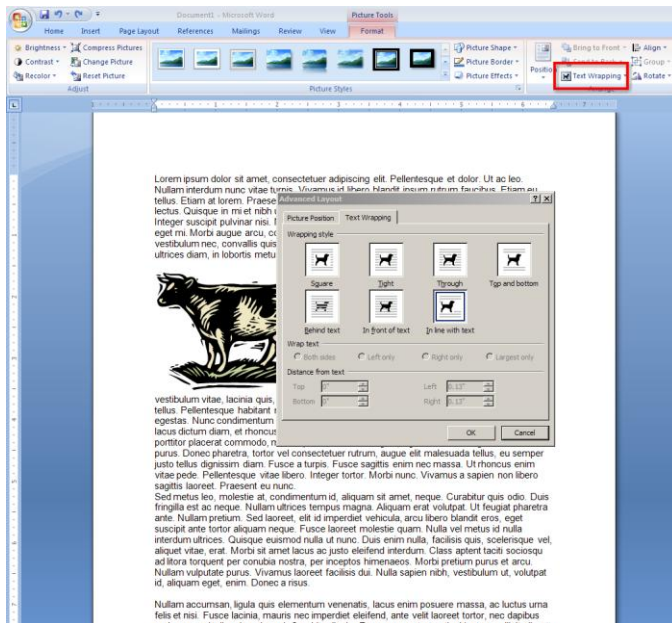 Document1 - Microsoft Word Picture Tools
Home Insert Page Layout References Mailings Review View Format
Brightness Compress Pictures Picture Shape Bring to Front Align
Contrast Change Picture Picture Border Position Group
Recolor Reset Picture Picture Effects Text Wrapping Rotate
Adjust Picture Styles
Lorem ipsum dolor sit amet, consectetuer adipiscing elit. Pellentesque et dolor. Ut ac leo.
Nullam interdum nunc vitae turpis. Vivamus id libero blandit ipsum rutrum faucibus. Etiam eu
tellus. Etiam at lorem. Praese
lectus. Quisque in mi et nibh
Integer suscipit pulvinar nisi.
eget mi. Morbi augue arcu, co
vestibulum nec, convallis quis
ultrices diam, in lobortis metu
Advanced Layout
Picture Position Text Wrapping
Wrapping style
Square Tight Through Top and bottom
Behind text In front of text In line with text
Wrap text
Both sides Left only Right only Largest only
Distance from text
Top 0" Left 0.13"
Bottom 0" Right 0.13"
OK Cancel
vestibulum vitae, lacinia quis,
tellus. Pellentesque habitant
egestas. Nunc condimentum
lacus dictum diam, et rhoncus
porttitor placerat commodo,
purus. Donec pharetra, tortor vel consectetuer rutrum, augue elit malesuada tellus, eu semper
justo tellus dignissim diam. Fusce a turpis. Fusce sagittis enim nec massa. Ut rhoncus enim
vitae pede. Pellentesque vitae libero. Integer tortor. Morbi nunc. Vivamus a sapien non libero
sagittis laoreet. Praesent eu nunc.
Sed metus leo, molestie at, condimentum id, aliquam sit amet, neque. Curabitur quis odio. Duis
fringilla est ac neque. Nullam ultrices tempus magna. Aliquam erat volutpat. Ut feugiat pharetra
ante. Nullam pretium. Sed laoreet, elit id imperdiet vehicula, arcu libero blandit eros, eget
suscipit ante tortor aliquam neque. Fusce laoreet molestie quam. Nulla vel metus id nulla
interdum ultrices. Quisque euismod nulla ut nunc. Duis enim nulla, facilisis quis, scelerisque vel,
aliquet vitae, erat. Morbi sit amet lacus ac justo eleifend interdum. Class aptent taciti sociosqu
ad litora torquent per conubia nostra, per inceptos himenaeos. Morbi pretium purus et arcu.
Nullam vulputate purus. Vivamus laoreet facilisis dui. Nulla sapien nibh, vestibulum ut, volutpat
id, aliquam eget, enim. Donec a risus.
Nullam accumsan, ligula quis elementum venenatis, lacus enim posuere massa, ac luctus urna
felis et nisi. Fusce lacinia, mauris nec imperdiet eleifend, ante velit laoreet tortor, nec dapibus